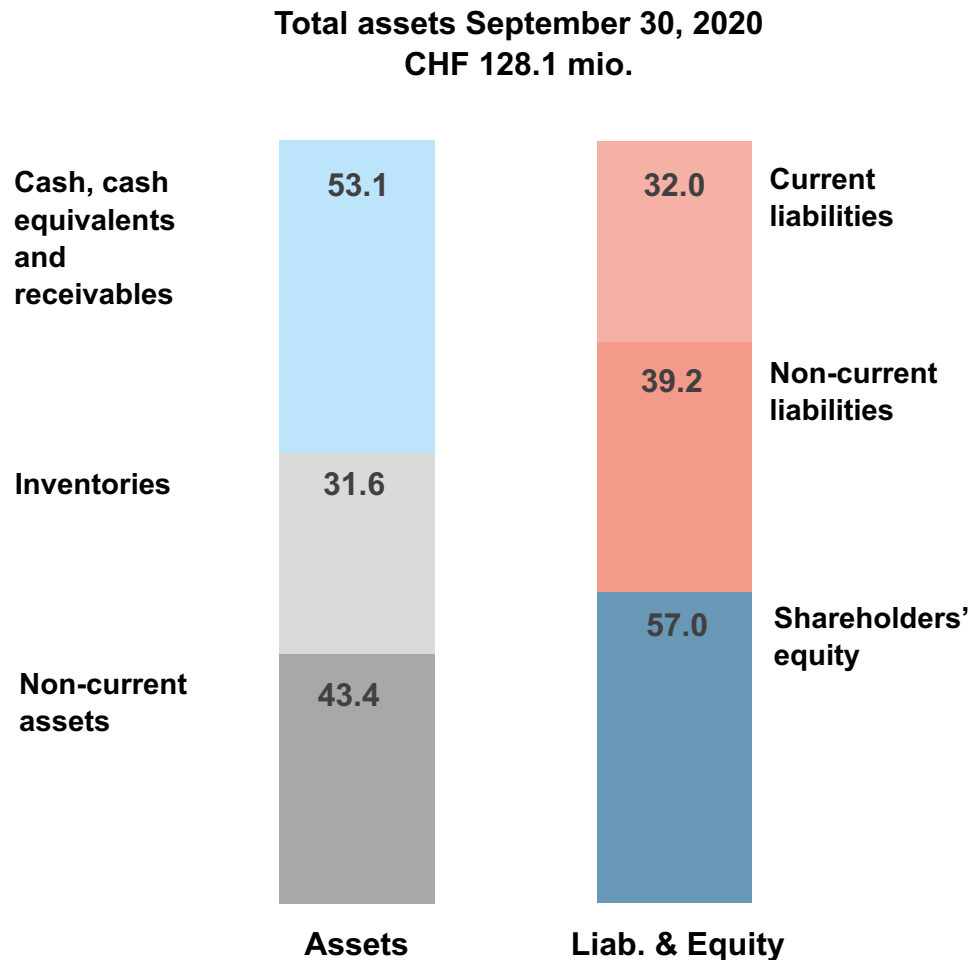 Total assets September 30, 2020
CHF 128.1 mio.
Cash, cash
equivalents
and
receivables
53.1
Inventories
31.6
Non-current
assets
43.4
Assets
32.0
Current
liabilities
39.2
Non-current
liabilities
57.0
Shareholders’
equity
Liab. & Equity